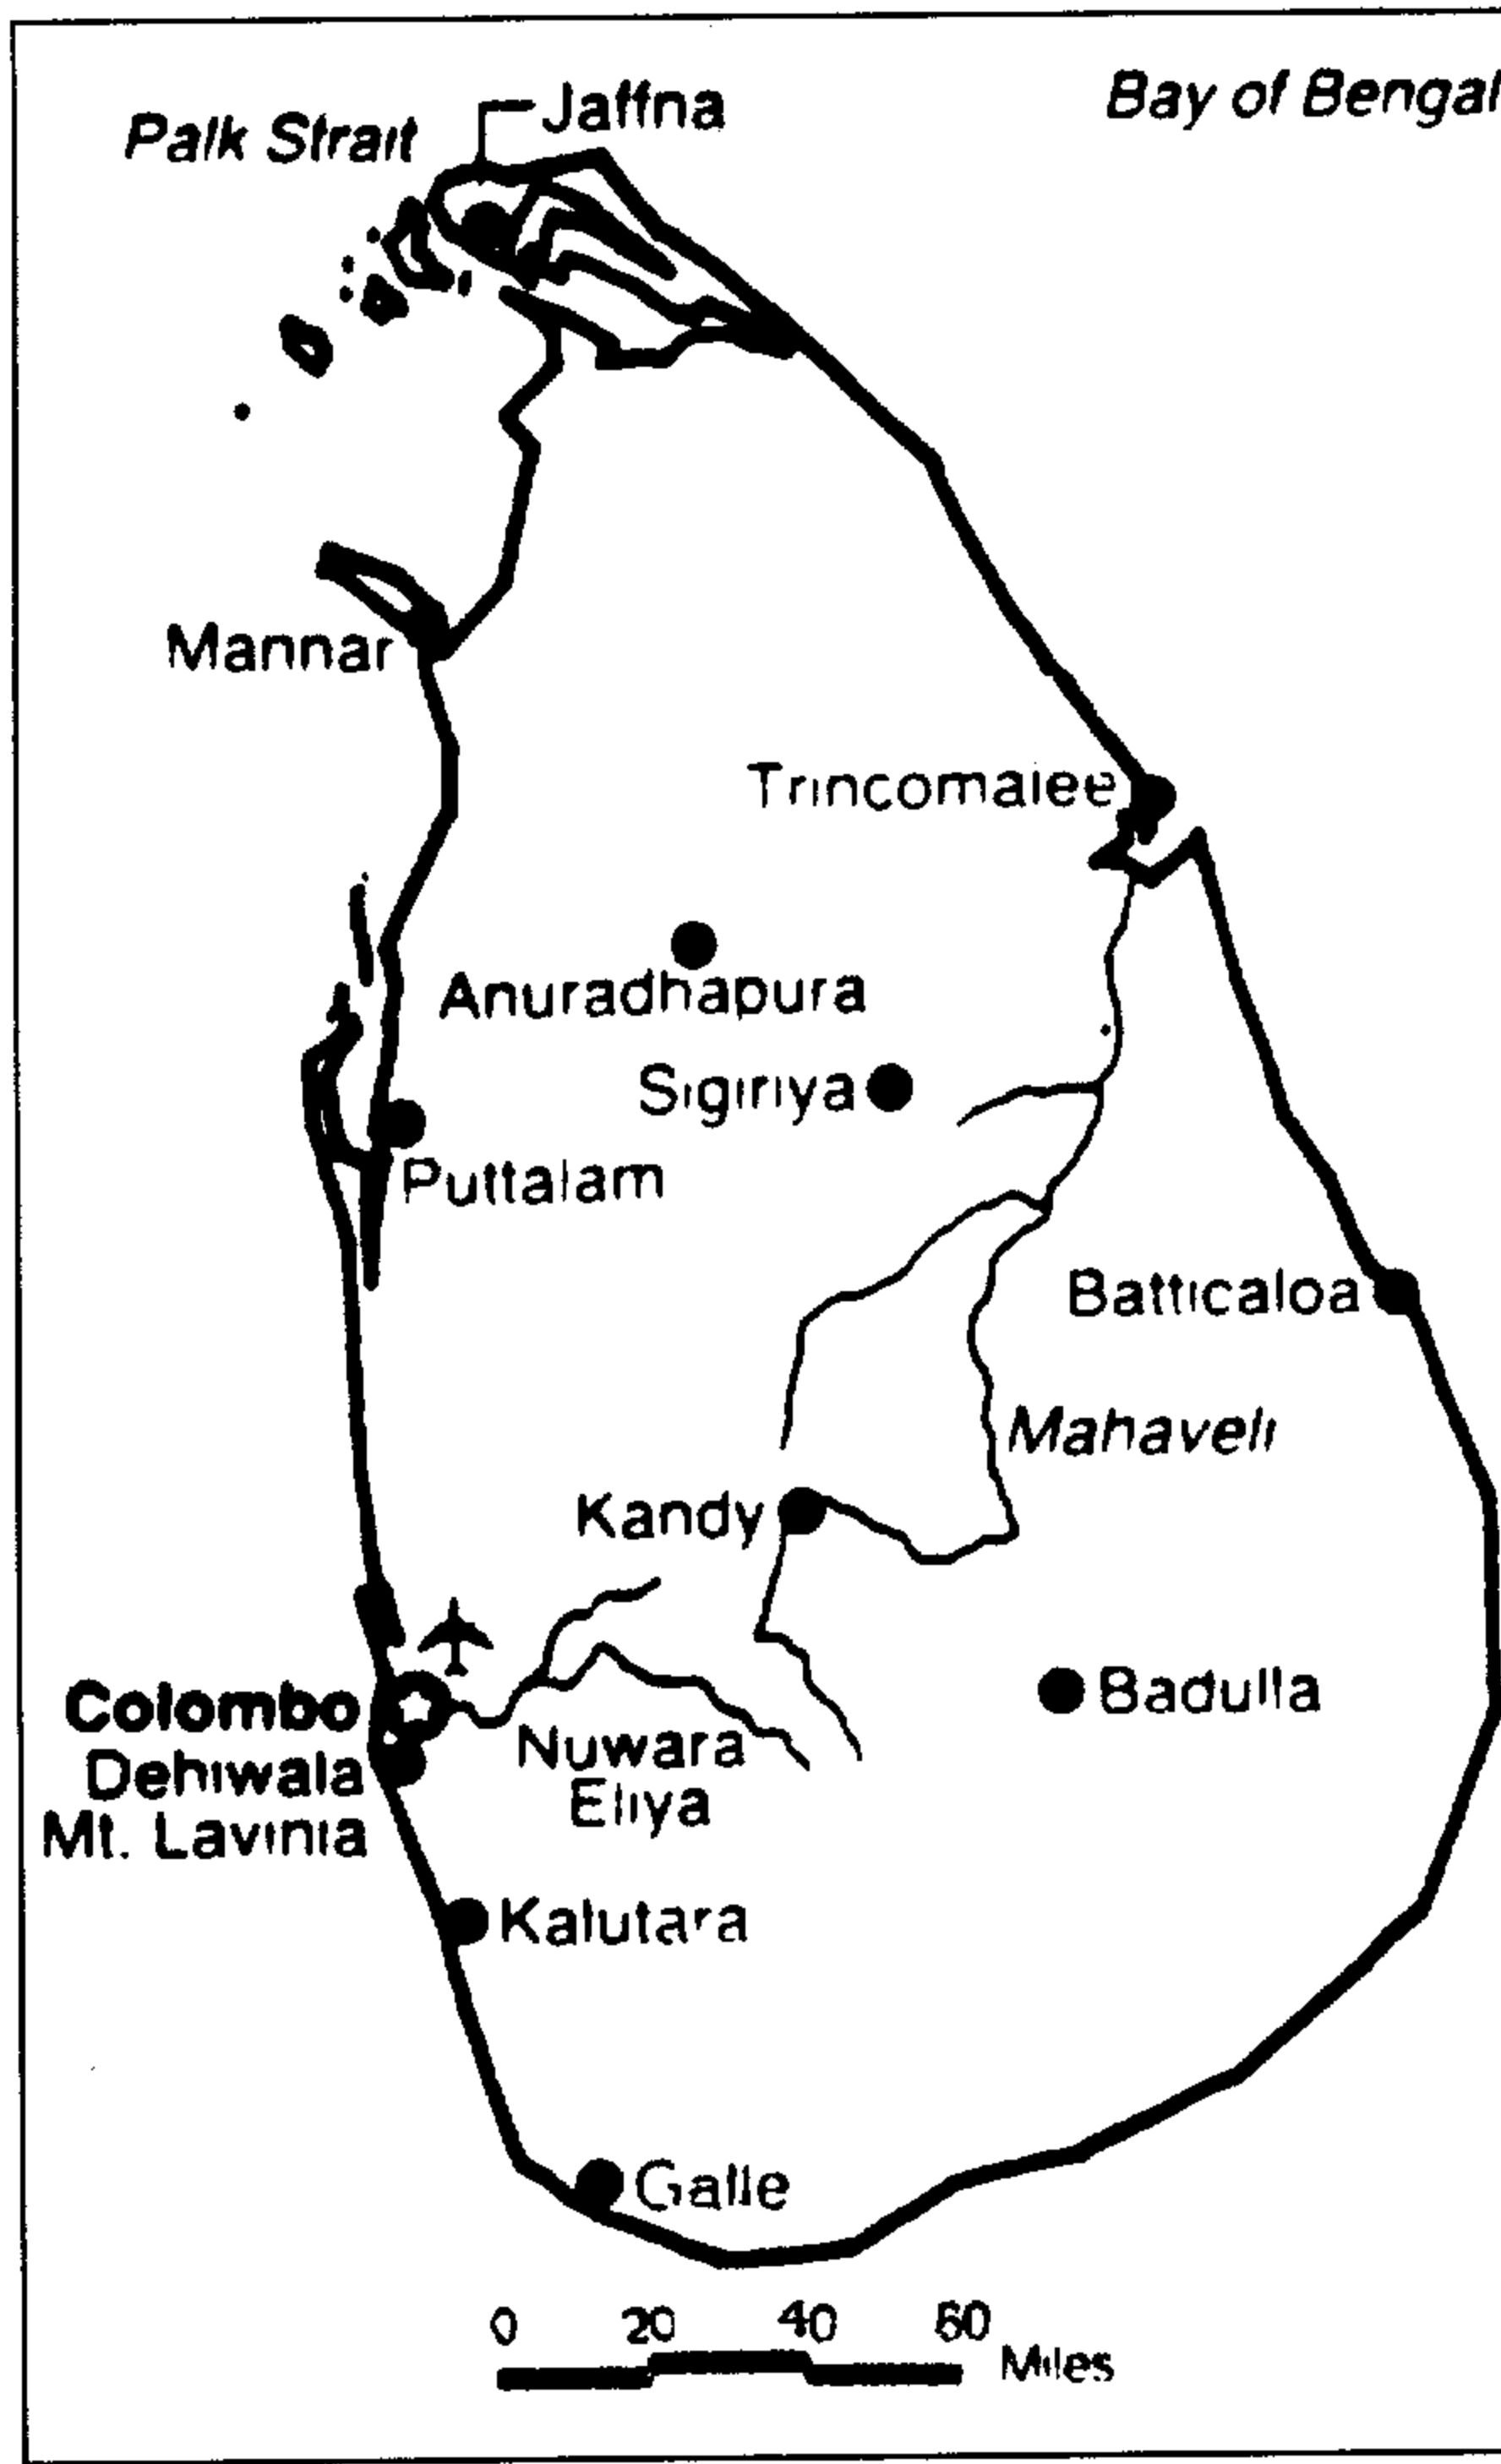 Bay of Bengal
Jaffna
Palk Strait
Mannar
Trincomalee
Anuradhapura
Sigiriya
Puttalam
Batticaloa
Mahaveli
Kandy
Badulla
Colombo
Nuwara
Eliya
Dehiwala
Mt. Lavinia
Kalutara
Galle
0 20 40 60
Miles